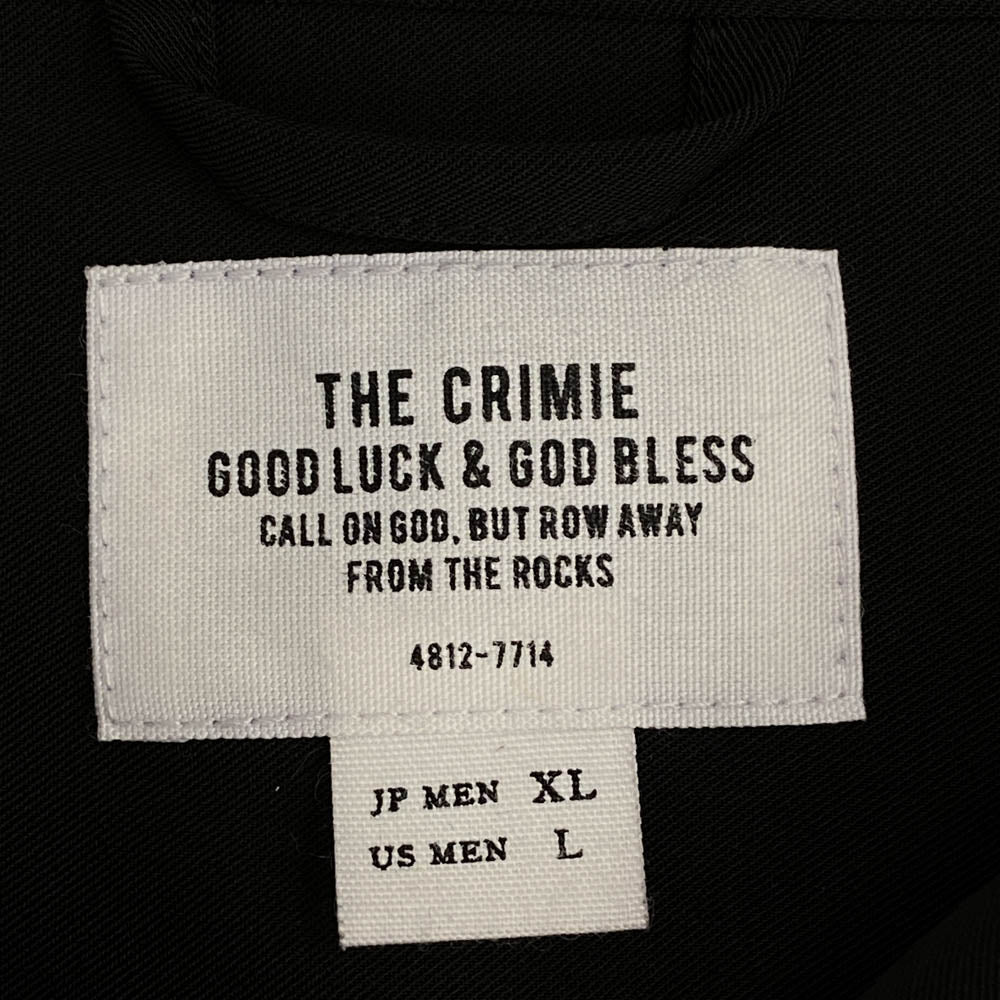 THE CRIMIE
GOOD LUCK & GOD BLESS
CALL ON GOD, BUT ROW AWAY
FROM THE ROCKS
4812-7714
JP MEN XL
US MEN L